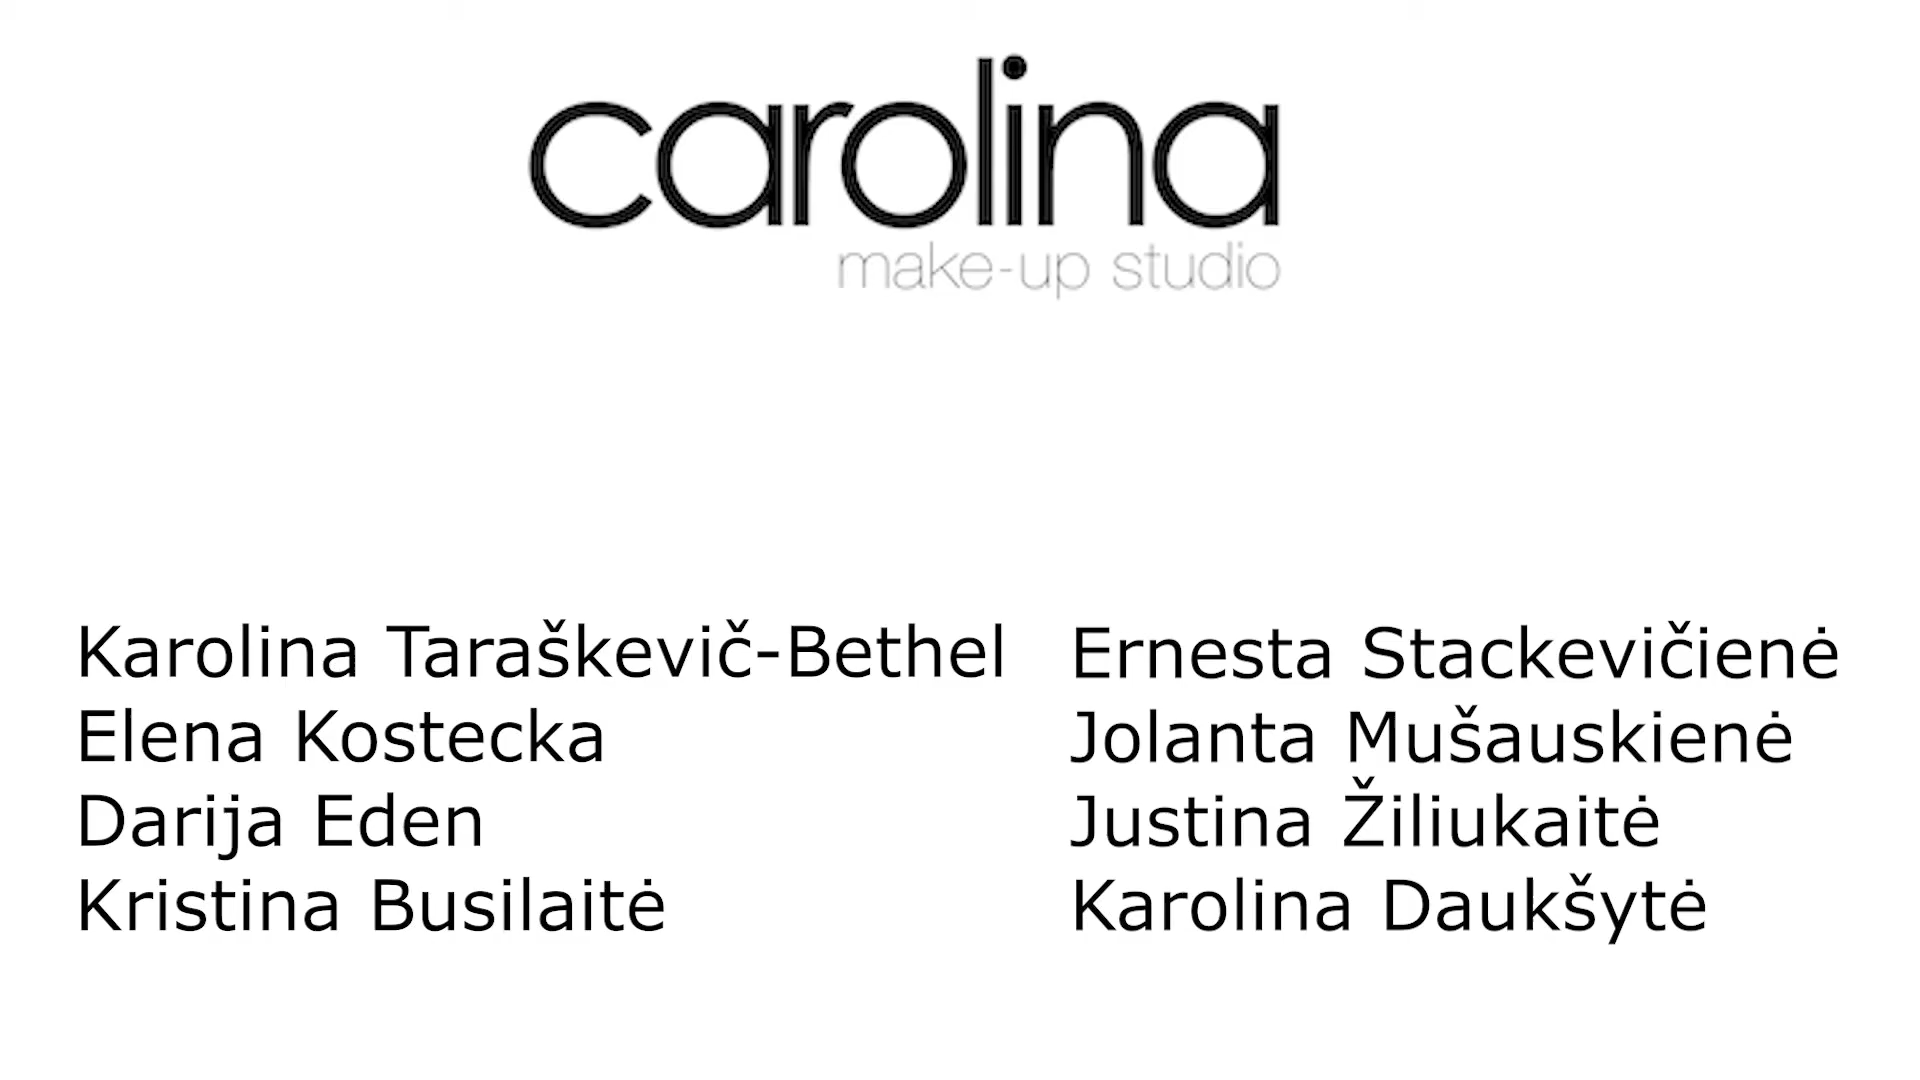 carolina
make-up studio
Karolina Taraškevič-Bethel
Elena Kostecka
Darija Eden
Kristina Busilaitė
Ernesta Stackevičienė
Jolanta Mušauskienė
Justina Žiliukaitė
Karolina Daukšytė